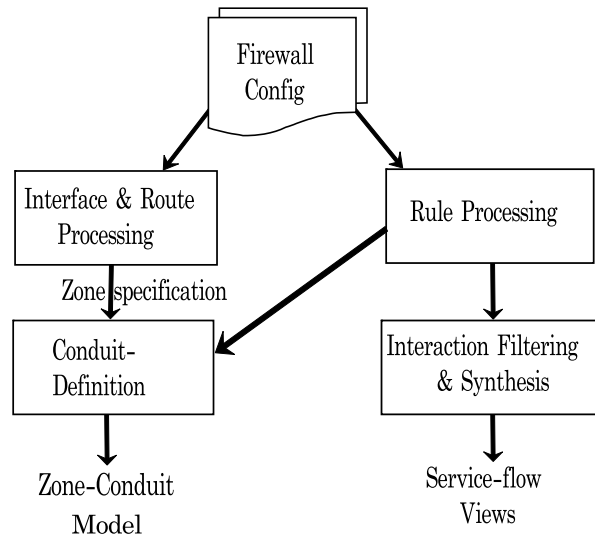 Firewall
Config
Interface & Route
Processing
Rule Processing
Zone specification
Conduit-
Definition
Interaction Filtering
& Synthesis
Zone-Conduit
Model
Service-flow
Views